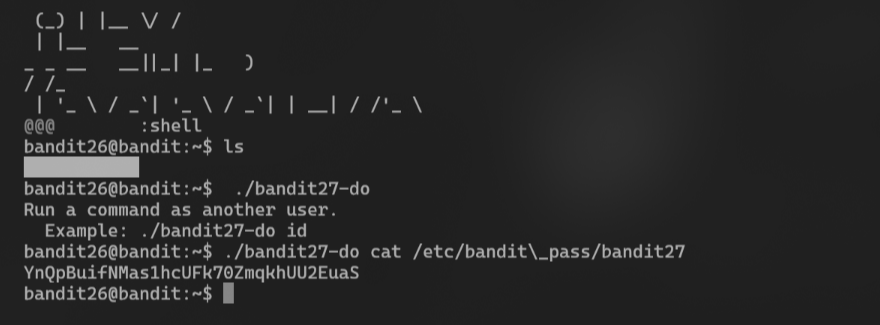 (_) | |__ \/ /
| |__ __
_ _ __ __||_| |_ )
/ /_
| '_ \ / _`| '_ \ / _`| | __| / /'_ \
@@@ :shell
bandit26@bandit:~$ ls
bandit26@bandit:~$ ./bandit27-do
Run a command as another user.
Example: ./bandit27-do id
bandit26@bandit:~$ ./bandit27-do cat /etc/bandit\_pass/bandit27
YnQpBuifNMas1hcUFk70ZmqkhUU2EuaS
bandit26@bandit:~$